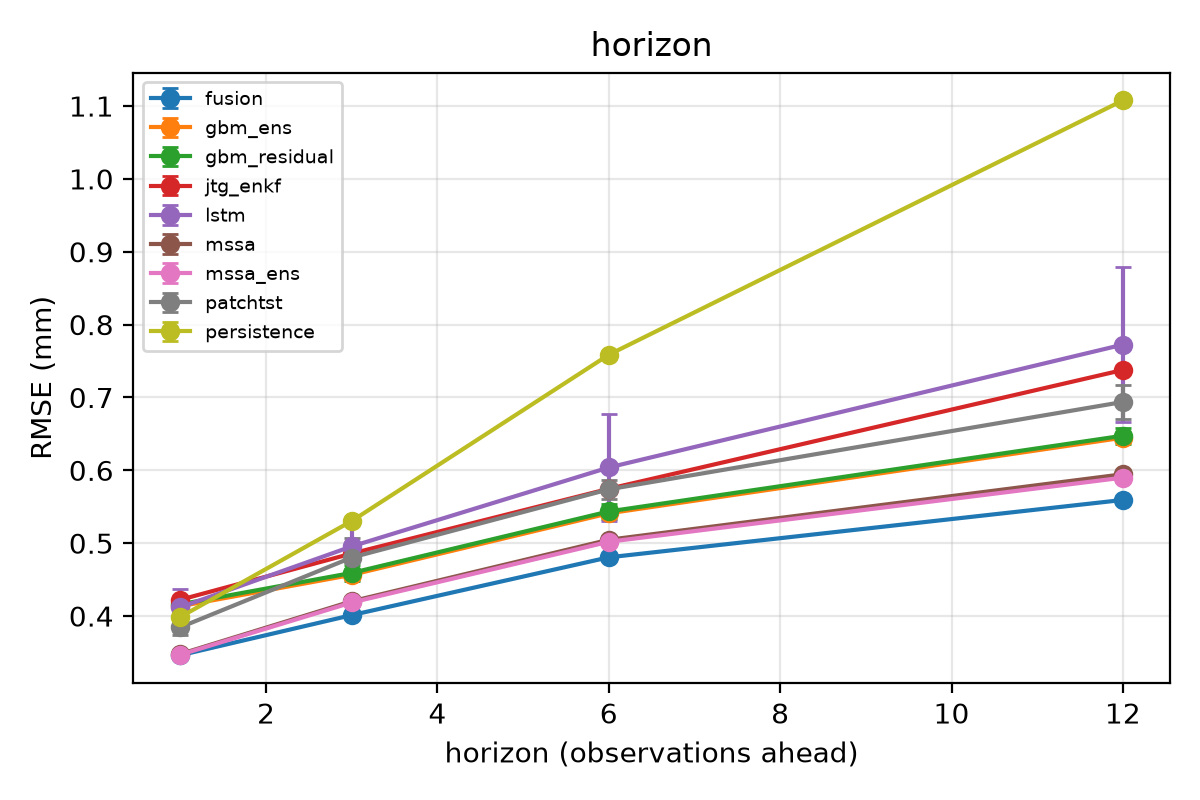 horizon
fusion
gbm_ens
gbm_residual
jtg_enkf
lstm
mssa
mssa_ens
patchtst
persistence
RMSE (mm)
1.1
1.0
0.9
0.8
0.7
0.6
0.5
0.4
2 4 6 8 10 12
horizon (observations ahead)